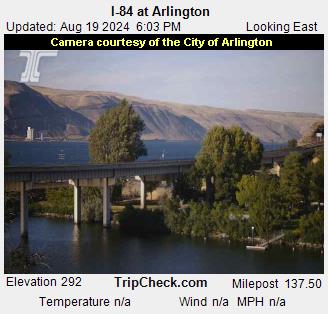 I-84 at Arlington
Updated: Aug 19 2024 6:03 PM Looking East
Camera courtesy of the City of Arlington
Elevation 292 TripCheck.com Milepost 137.50
Temperature n/a Wind n/a MPH n/a